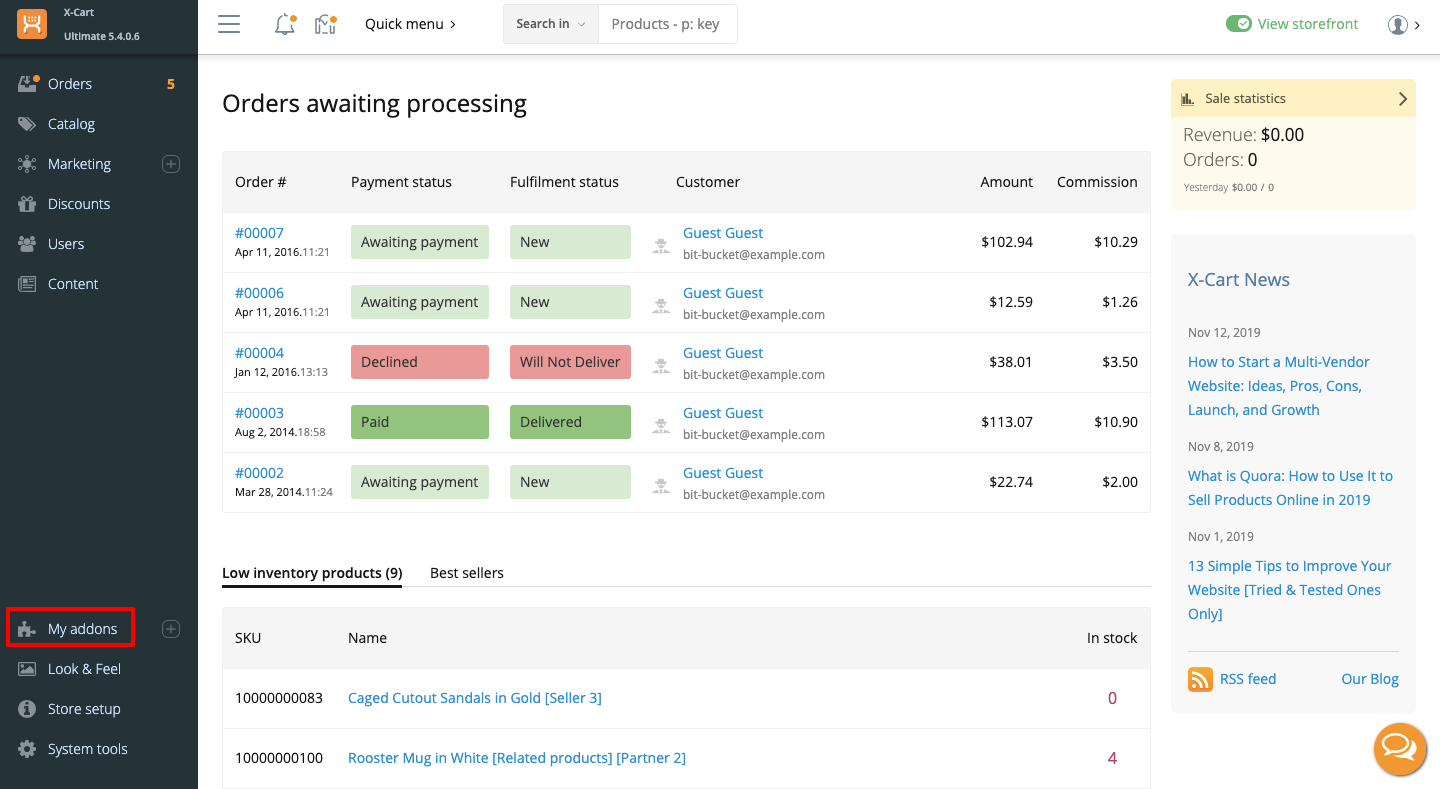 X-Cart
Ultimate 5.4.0.6
Quick menu
Search in
Products - p: key
View storefront
Orders 5
Catalog
Marketing
Discounts
Users
Content
My addons
Look & Feel
Store setup
System tools
Orders awaiting processing
Order # Payment status Fulfilment status Customer Amount Commission
#00007 Awaiting payment New Guest Guest $102.94 $10.29
Apr 11, 2016.11:21 bit-bucket@example.com
#00006 Awaiting payment New Guest Guest $12.59 $1.26
Apr 11, 2016.11:21 bit-bucket@example.com
#00004 Declined Will Not Deliver Guest Guest $38.01 $3.50
Jan 12, 2016.13:13 bit-bucket@example.com
#00003 Paid Delivered Guest Guest $113.07 $10.90
Aug 2, 2014.18:58 bit-bucket@example.com
#00002 Awaiting payment New Guest Guest $22.74 $2.00
Mar 28, 2014.11:24 bit-bucket@example.com
Low inventory products (9) Best sellers
SKU Name In stock
10000000083 Caged Cutout Sandals in Gold [Seller 3] 0
10000000100 Rooster Mug in White [Related products] [Partner 2] 4
Sale statistics
Revenue: $0.00
Orders: 0
Yesterday $0.00 / 0
X-Cart News
Nov 12, 2019
How to Start a Multi-Vendor
Website: Ideas, Pros, Cons,
Launch, and Growth
Nov 8, 2019
What is Quora: How to Use It to
Sell Products Online in 2019
Nov 1, 2019
13 Simple Tips to Improve Your
Website [Tried & Tested Ones
Only]
RSS feed Our Blog